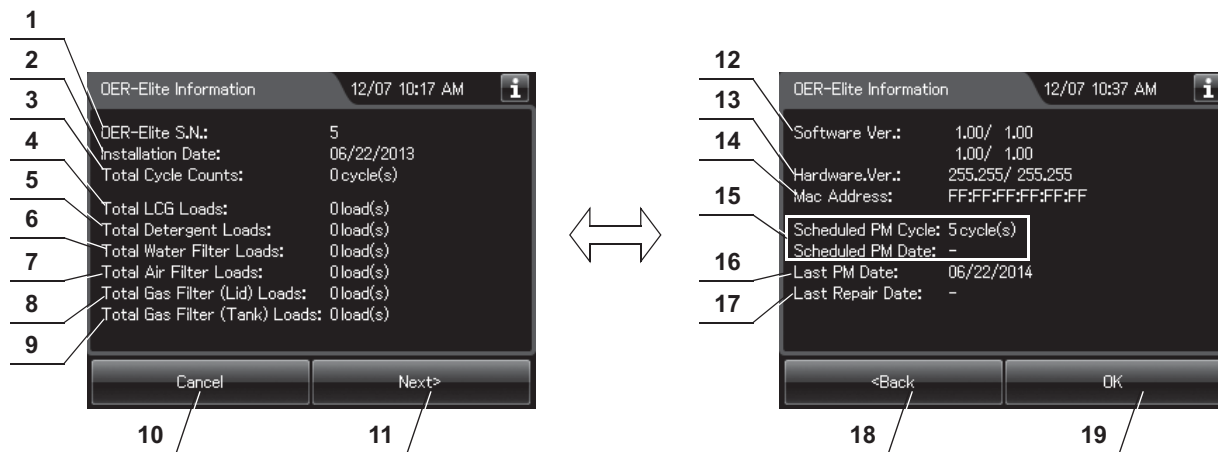 1
2
3
4
5
6
7
8
9
OER-Elite Information 12/07 10:17 AM i
OER-Elite S.N.: 5
Installation Date: 06/22/2013
Total Cycle Counts: 0 cycle(s)
Total LCG Loads: 0 load(s)
Total Detergent Loads: 0 load(s)
Total Water Filter Loads: 0 load(s)
Total Air Filter Loads: 0 load(s)
Total Gas Filter (Lid) Loads: 0 load(s)
Total Gas Filter (Tank) Loads: 0 load(s)
Cancel Next>
10 11
12
13
14
15
16
17
OER-Elite Information 12/07 10:37 AM i
Software Ver.: 1.00/ 1.00
1.00/ 1.00
Hardware.Ver.: 255.255/ 255.255
Mac Address: FF:FF:FF:FF:FF:FF
Scheduled PM Cycle: 5 cycle(s)
Scheduled PM Date: -
Last PM Date: 06/22/2014
Last Repair Date: -
<Back OK
18 19